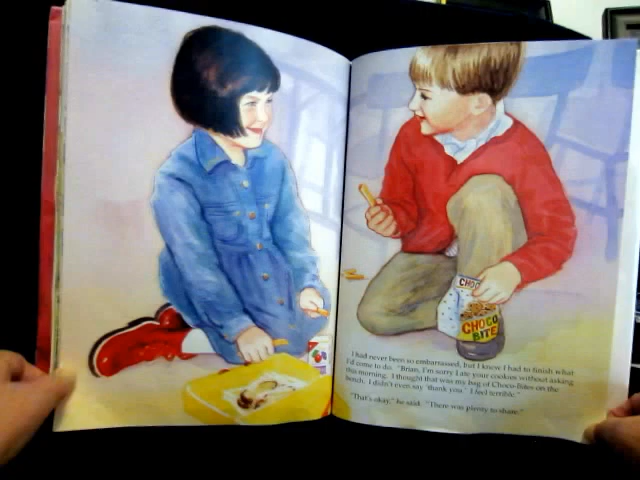 CHOC
CHOCO
BITE
I had never been so embarrassed, but I knew I had to finish what
I'd come to do. "Brian, I'm sorry I ate your cookies without asking
this morning. I thought that was my bag of Choco-Bites on the
bench. I didn't even say 'thank you.' I feel terrible."
"That's okay," he said. "There was plenty to share."